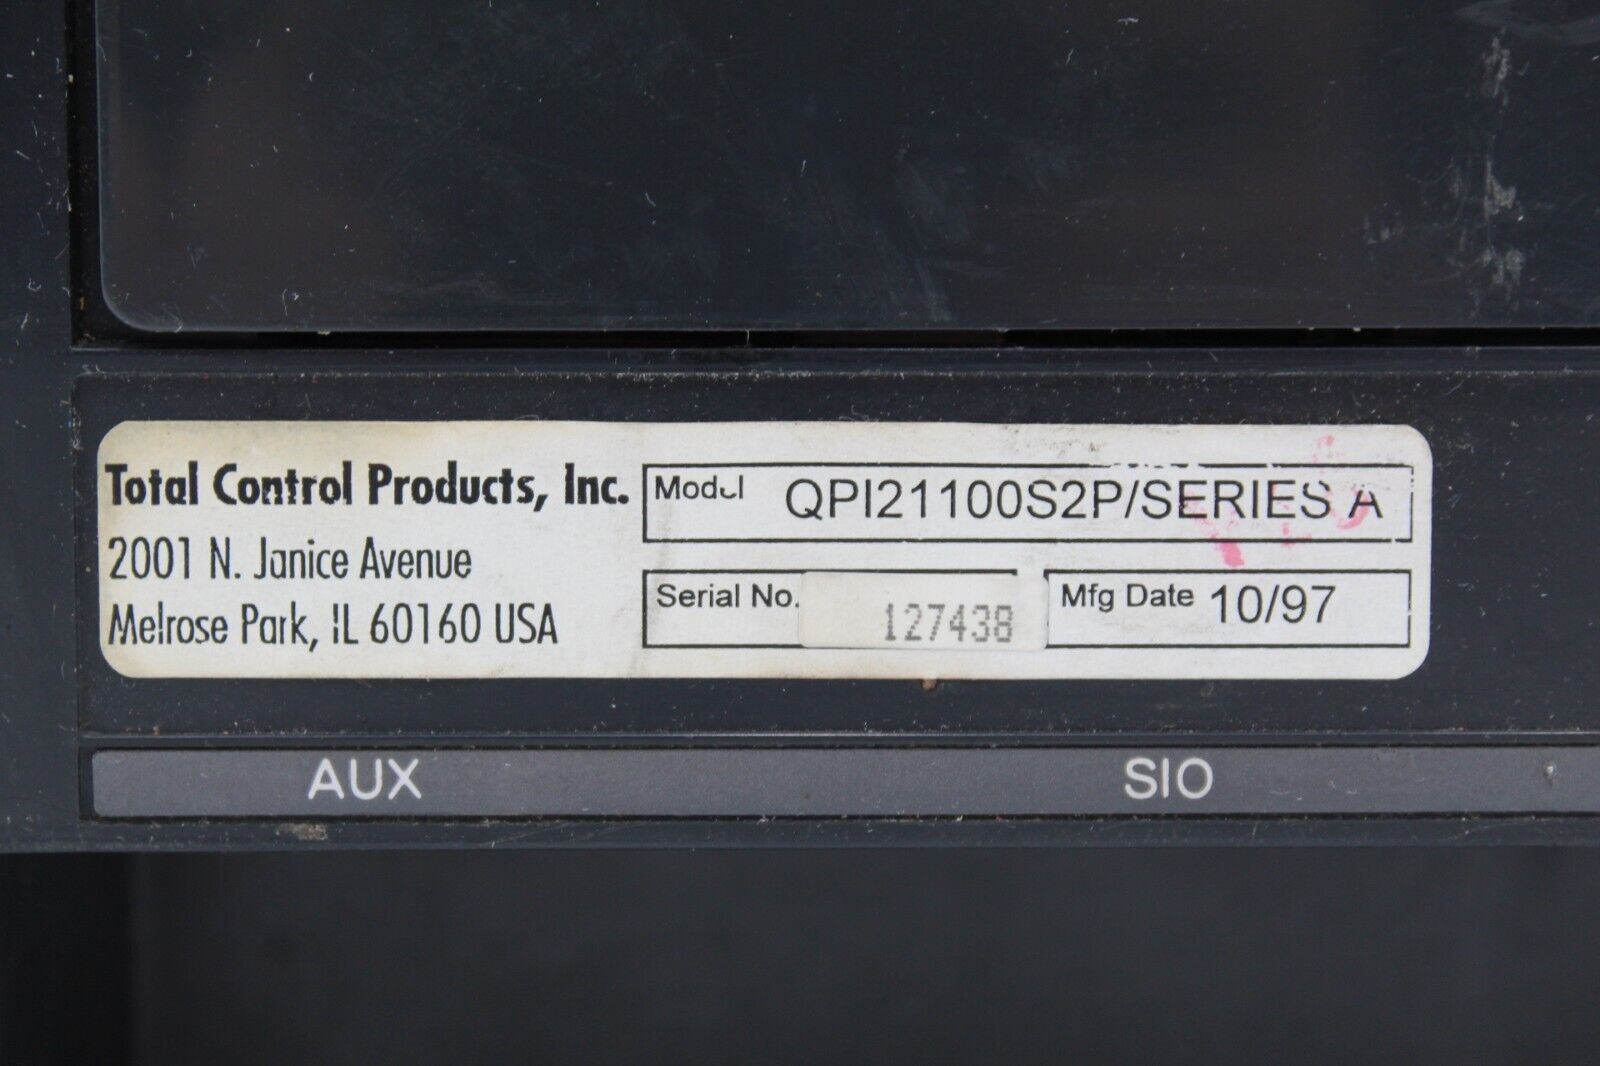 Total Control Products, Inc.
2001 N. Janice Avenue
Melrose Park, IL 60160 USA
Model QPI21100S2P/SERIES A
Serial No. 127438
Mfg Date 10/97
AUX SIO